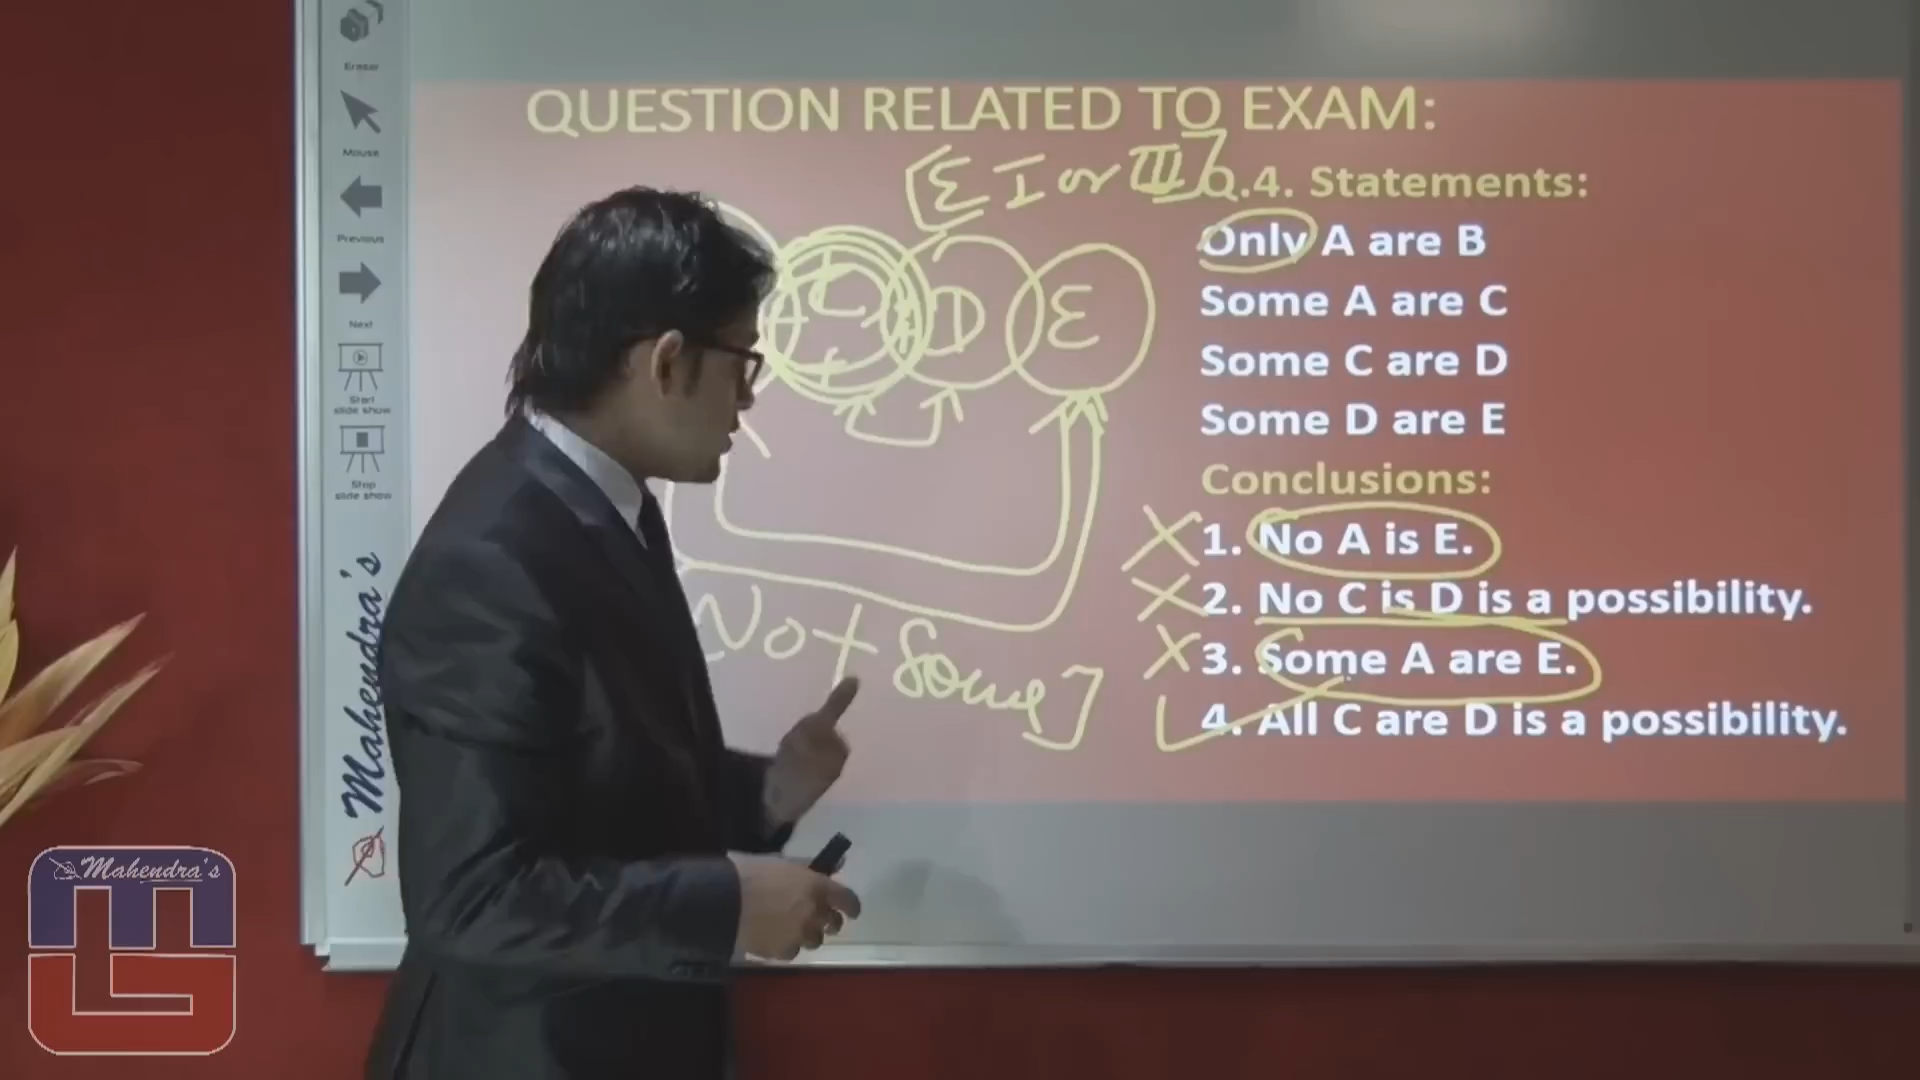 Eraser
Mouse
Previous
Next
Start
slide show
Stop
slide show
Mahendra's
QUESTION RELATED TO EXAM:
[E I or III]
Q.4. Statements:
Only A are B
Some A are C
Some C are D
Some D are E
Conclusions:
1. No A is E.
2. No C is D is a possibility.
3. Some A are E.
4. All C are D is a possibility.
C
D
E
Not Some]
Mahendra's